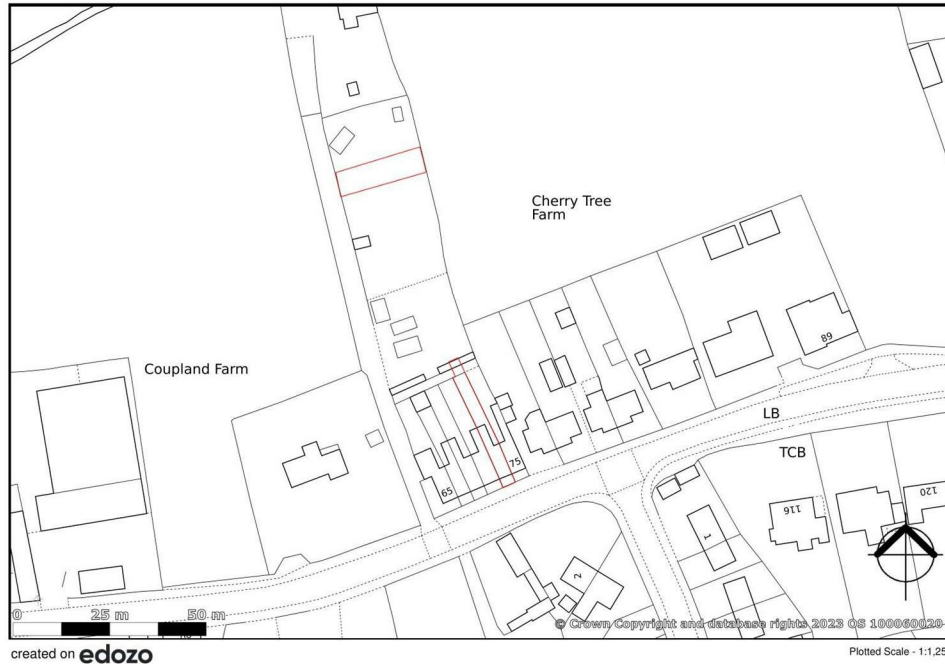 Cherry Tree
Farm
Coupland Farm
89
LB
TCB
75
65
116
120
1
2
0 25 m 50 m
© Crown Copyright and database rights 2023 OS 100060020
created on edozo
Plotted Scale - 1:1,25